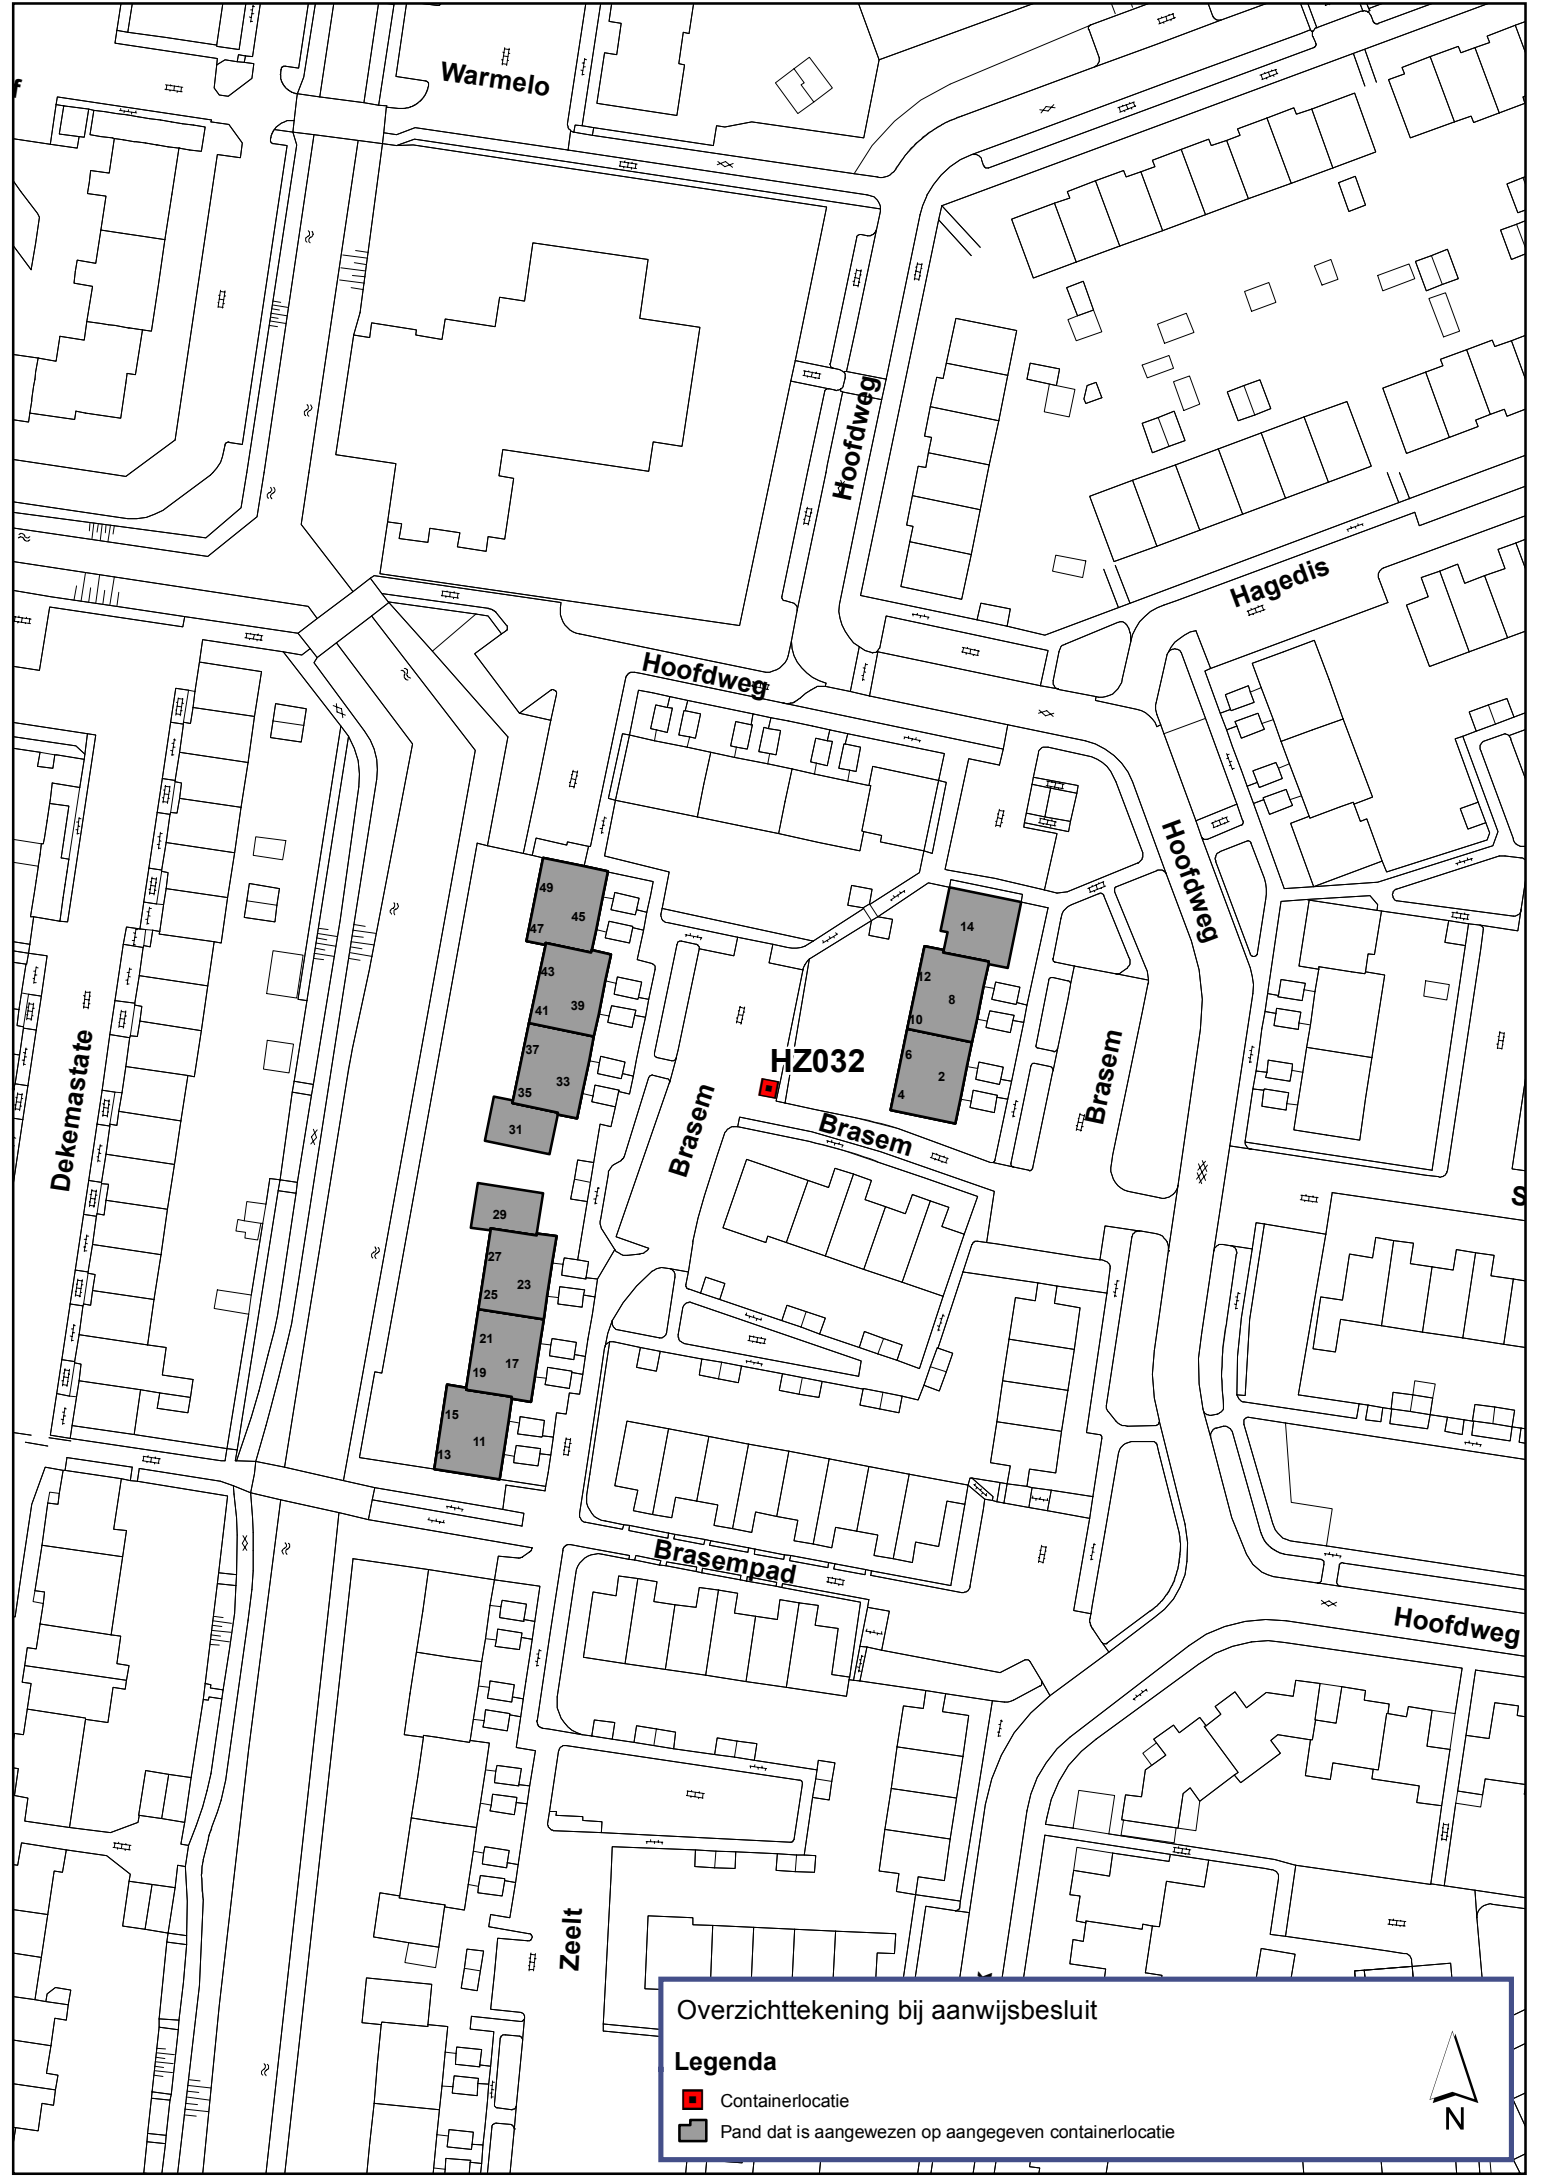 f
Warmelo
Hoofdweg
Hagedis
Hoofdweg
Hoofdweg
49
45
47
14
43
39
41
12
8
10
37
33
35
6
2
4
HZ032
31
Dekemastate
Brasem
Brasem
Brasem
29
S
27
23
25
21
17
19
15
11
13
Brasempad
Hoofdweg
Zeelt
Overzichttekening bij aanwijsbesluit
Legenda
Containerlocatie
Pand dat is aangewezen op aangegeven containerlocatie
N